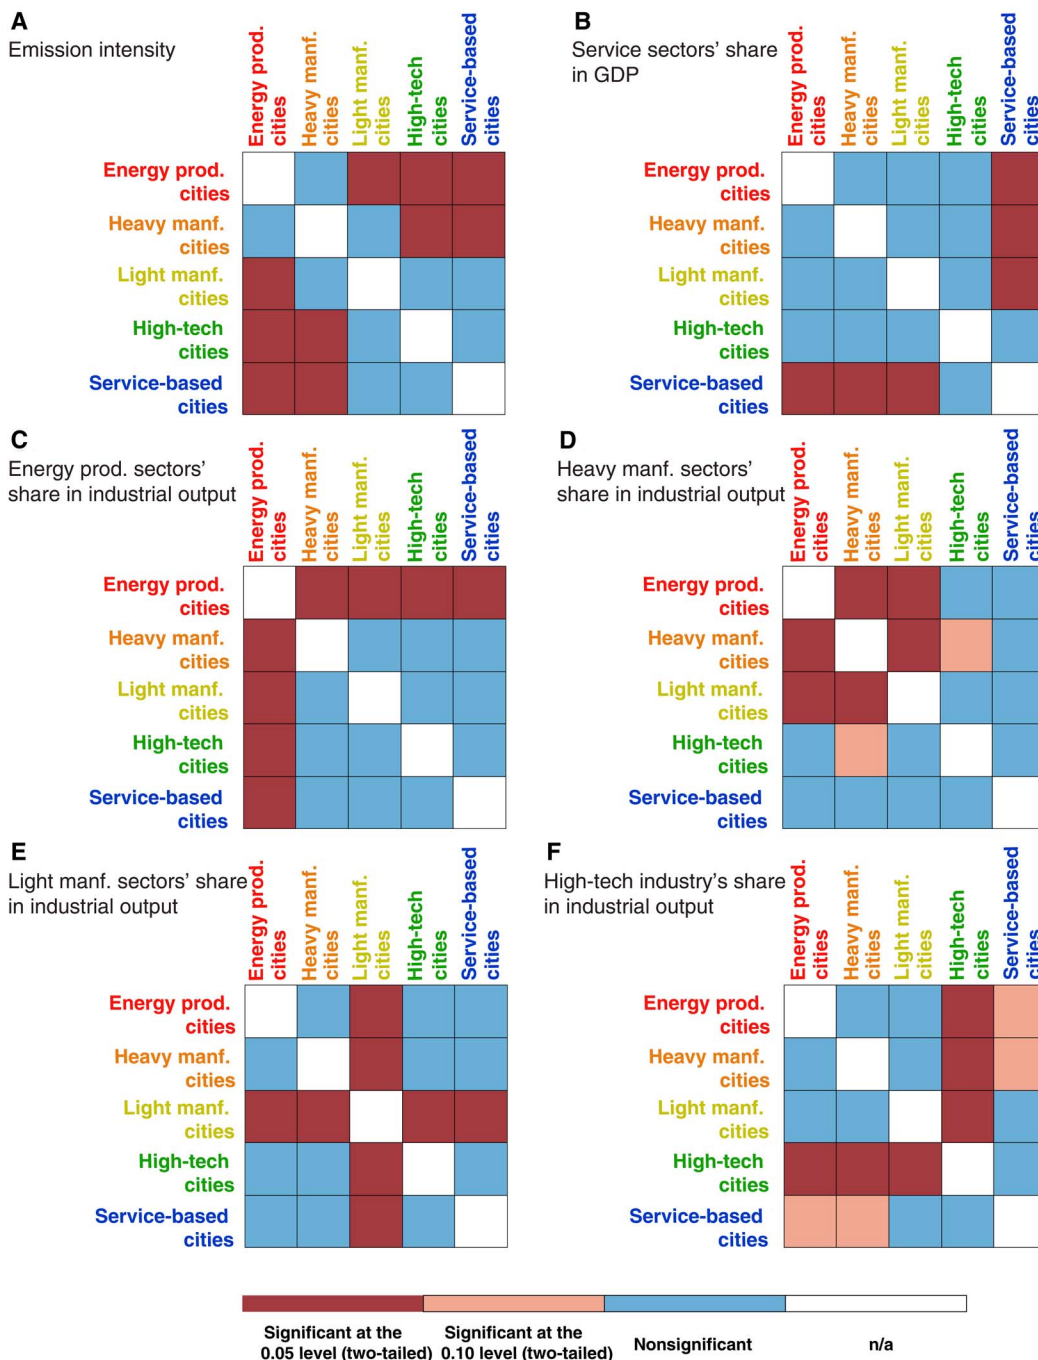 A
Emission intensity
Energy prod.
cities
Heavy manf.
cities
Light manf.
cities
High-tech
cities
Service-based
cities
Energy prod.
cities
Heavy manf.
cities
Light manf.
cities
High-tech
cities
Service-based
cities
B
Service sectors' share
in GDP
Energy prod.
cities
Heavy manf.
cities
Light manf.
cities
High-tech
cities
Service-based
cities
Energy prod.
cities
Heavy manf.
cities
Light manf.
cities
High-tech
cities
Service-based
cities
C
Energy prod. sectors'
share in industrial output
Energy prod.
cities
Heavy manf.
cities
Light manf.
cities
High-tech
cities
Service-based
cities
Energy prod.
cities
Heavy manf.
cities
Light manf.
cities
High-tech
cities
Service-based
cities
D
Heavy manf. sectors'
share in industrial output
Energy prod.
cities
Heavy manf.
cities
Light manf.
cities
High-tech
cities
Service-based
cities
Energy prod.
cities
Heavy manf.
cities
Light manf.
cities
High-tech
cities
Service-based
cities
E
Light manf. sectors' share
in industrial output
Energy prod.
cities
Heavy manf.
cities
Light manf.
cities
High-tech
cities
Service-based
cities
Energy prod.
cities
Heavy manf.
cities
Light manf.
cities
High-tech
cities
Service-based
cities
F
High-tech industry's share
in industrial output
Energy prod.
cities
Heavy manf.
cities
Light manf.
cities
High-tech
cities
Service-based
cities
Energy prod.
cities
Heavy manf.
cities
Light manf.
cities
High-tech
cities
Service-based
cities
Significant at the
0.05 level (two-tailed)
Significant at the
0.10 level (two-tailed)
Nonsignificant
n/a